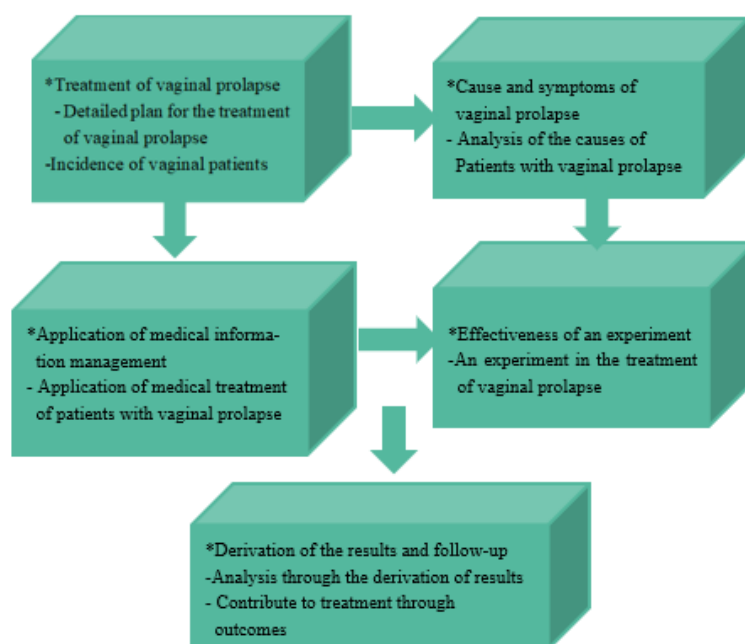 *Treatment of vaginal prolapse
- Detailed plan for the treatment
of vaginal prolapse
-Incidence of vaginal patients
*Cause and symptoms of
vaginal prolapse
- Analysis of the causes of
Patients with vaginal prolapse
*Application of medical informa-
tion management
- Application of medical treatment
of patients with vaginal prolapse
*Effectiveness of an experiment
-An experiment in the treatment
of vaginal prolapse
*Derivation of the results and follow-up
-Analysis through the derivation of results
- Contribute to treatment through
outcomes